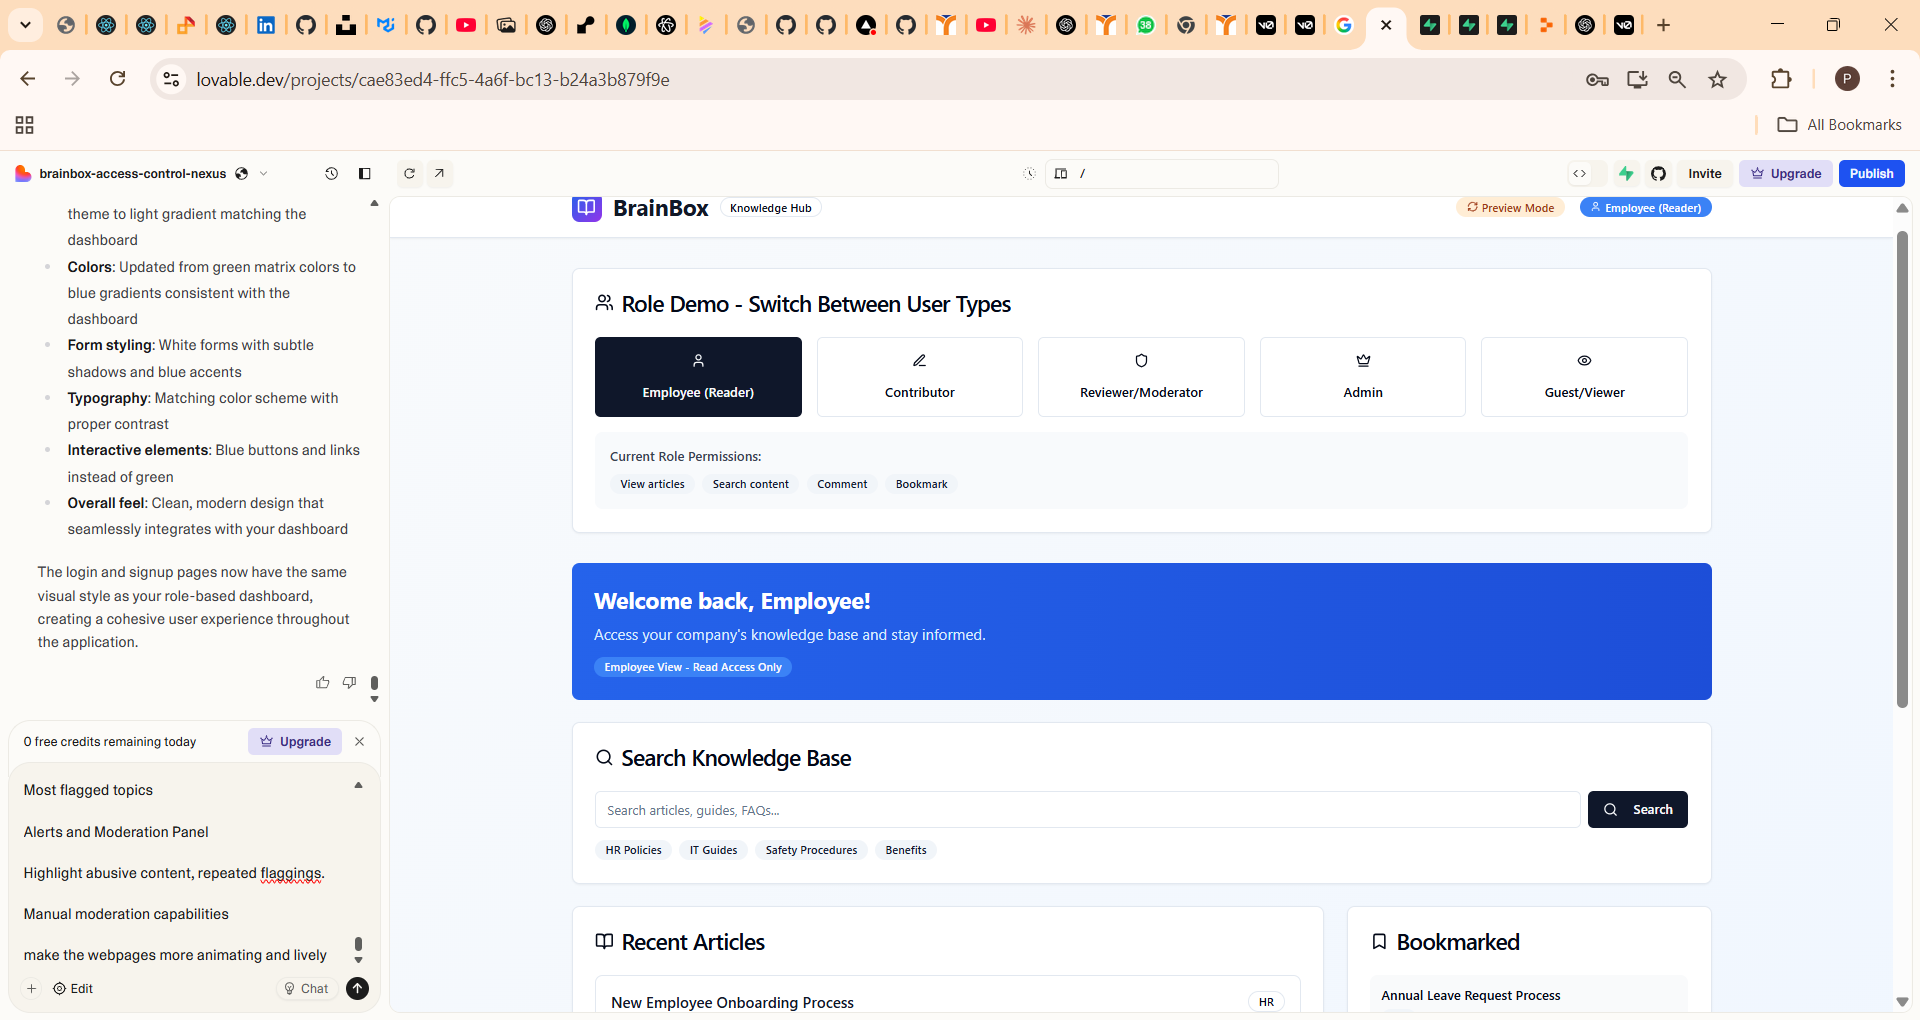 38
lovable.dev/projects/cae83ed4-ffc5-4a6f-bc13-b24a3b879f9e
P
All Bookmarks
brainbox-access-control-nexus
/
Invite
Upgrade
Publish
theme to light gradient matching the
dashboard
Colors: Updated from green matrix colors to
blue gradients consistent with the
dashboard
Form styling: White forms with subtle
shadows and blue accents
Typography: Matching color scheme with
proper contrast
Interactive elements: Blue buttons and links
instead of green
Overall feel: Clean, modern design that
seamlessly integrates with your dashboard
The login and signup pages now have the same
visual style as your role-based dashboard,
creating a cohesive user experience throughout
the application.
0 free credits remaining today
Upgrade
Most flagged topics
Alerts and Moderation Panel
Highlight abusive content, repeated flaggings.
Manual moderation capabilities
make the webpages more animating and lively
Edit
Chat
BrainBox
Knowledge Hub
Preview Mode
Employee (Reader)
Role Demo - Switch Between User Types
Employee (Reader)
Contributor
Reviewer/Moderator
Admin
Guest/Viewer
Current Role Permissions:
View articles
Search content
Comment
Bookmark
Welcome back, Employee!
Access your company's knowledge base and stay informed.
Employee View - Read Access Only
Search Knowledge Base
Search articles, guides, FAQs...
Search
HR Policies
IT Guides
Safety Procedures
Benefits
Recent Articles
New Employee Onboarding Process
HR
Bookmarked
Annual Leave Request Process